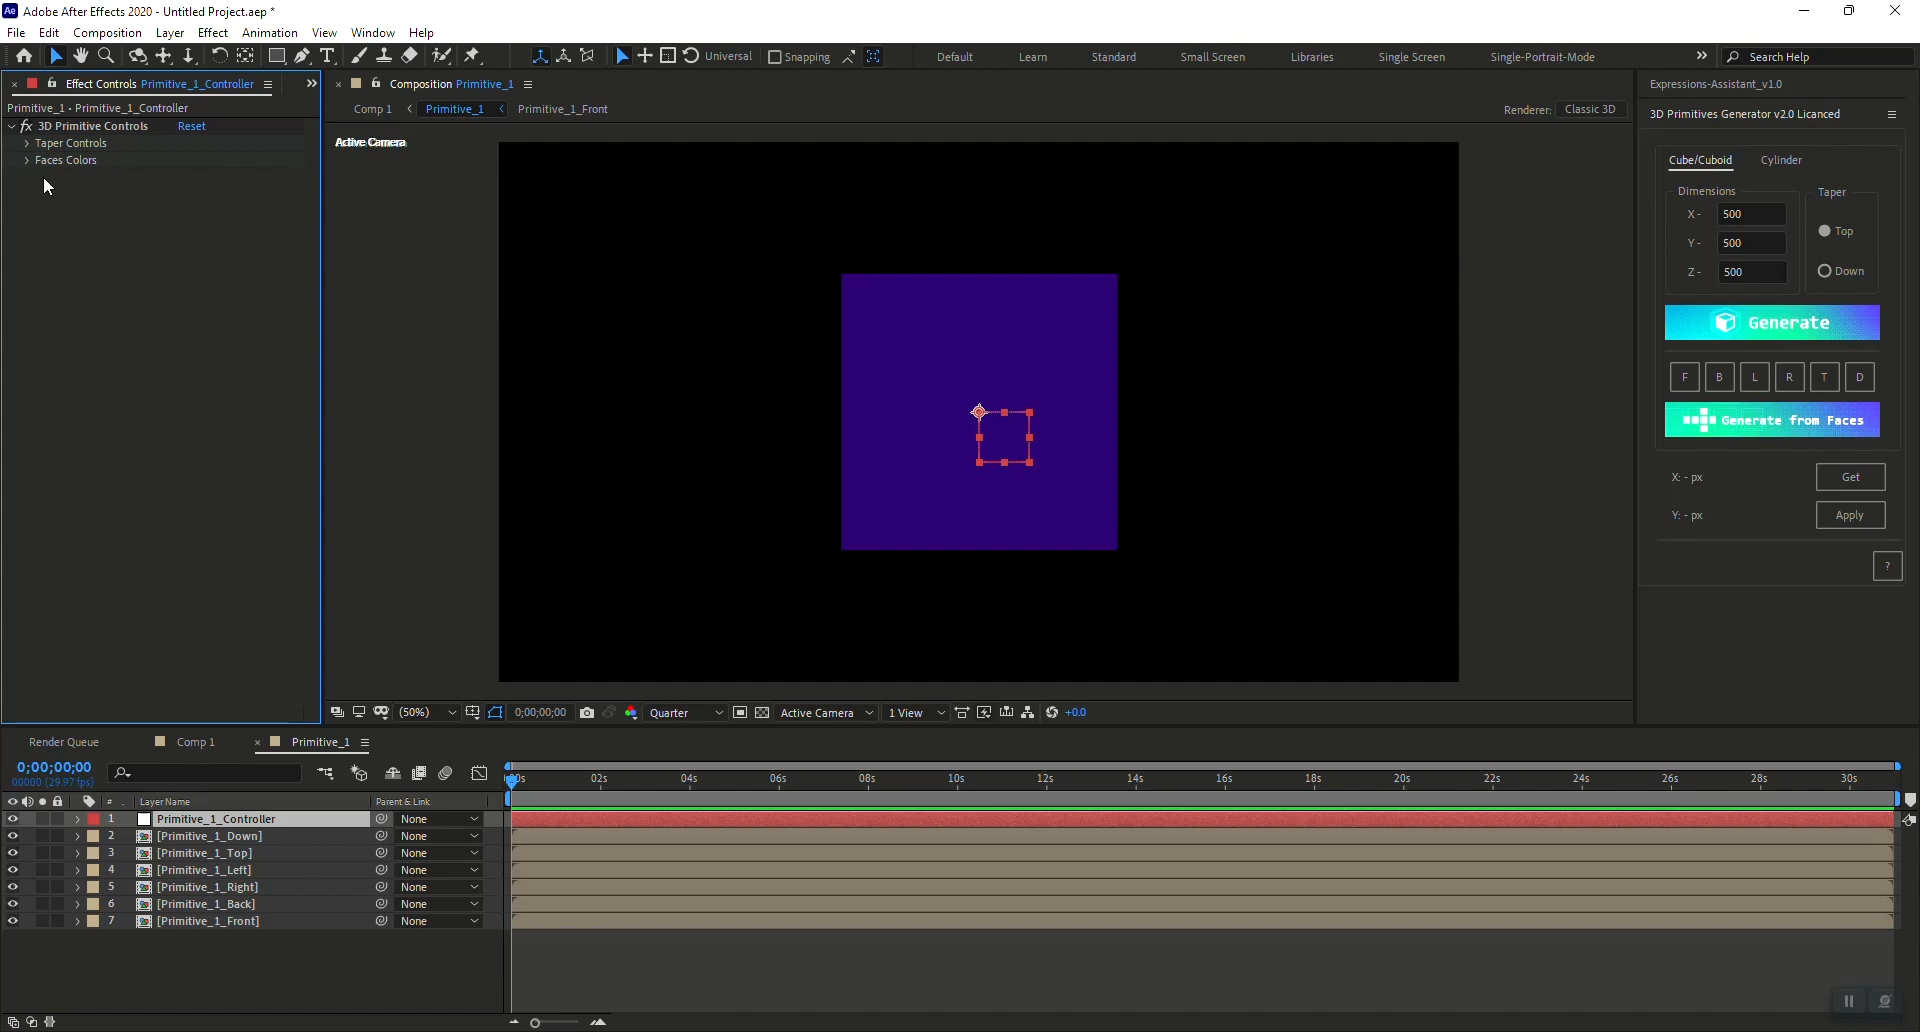 Ae Adobe After Effects 2020 - Untitled Project.aep *
File Edit Composition Layer Effect Animation View Window Help
Universal Snapping Default Learn Standard Small Screen Libraries Single Screen Single-Portrait-Mode Search Help
Effect Controls Primitive_1_Controller
Primitive_1 • Primitive_1_Controller
fx 3D Primitive Controls Reset
Taper Controls
Faces Colors
Composition Primitive_1
Comp 1 Primitive_1 Primitive_1_Front
Renderer: Classic 3D
Active Camera
Expressions-Assistant_v1.0
3D Primitives Generator v2.0 Licanced
Cube/Cuboid Cylinder
Dimensions Taper
X - 500
Top
Y - 500
Z - 500
Down
Generate
F B L R T D
Generate from Faces
X: - px Get
Y: - px Apply
?
(50%) 0;00;00;00 Quarter Active Camera 1 View +0.0
Render Queue Comp 1 Primitive_1
0;00;00;00
00000 (29.97 fps)
00s 02s 04s 06s 08s 10s 12s 14s 16s 18s 20s 22s 24s 26s 28s 30s
# . Layer Name Parent & Link
1 Primitive_1_Controller None
2 [Primitive_1_Down] None
3 [Primitive_1_Top] None
4 [Primitive_1_Left] None
5 [Primitive_1_Right] None
6 [Primitive_1_Back] None
7 [Primitive_1_Front] None